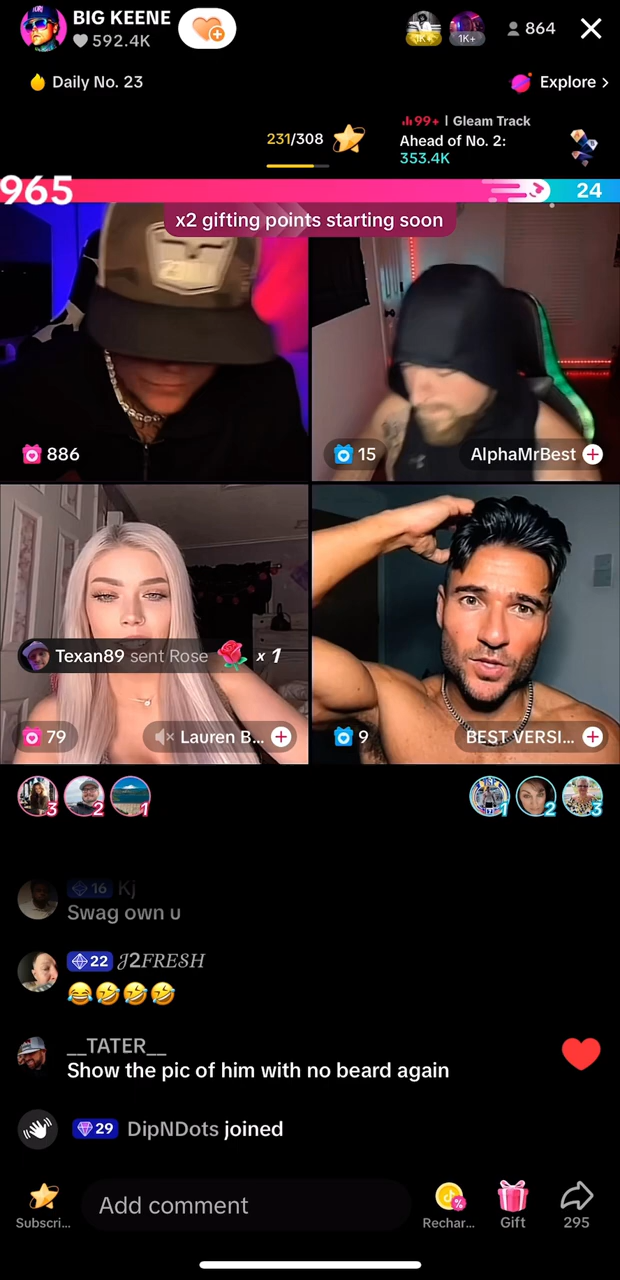 BIG KEENE
592.4K
1K+
1K+
864
Daily No. 23
Explore >
231/308
99+ | Gleam Track
Ahead of No. 2:
353.4K
965
24
x2 gifting points starting soon
886
15
AlphaMrBest
Texan89 sent Rose x 1
79
Lauren B...
9
BEST VERSI...
3
2
1
1
2
3
16 Kj
Swag own u
22 J2FRESH
😂🤣🤣🤣
__TATER__
Show the pic of him with no beard again
29 DipNDots joined
Add comment
Subscri...
Rechar...
Gift
295